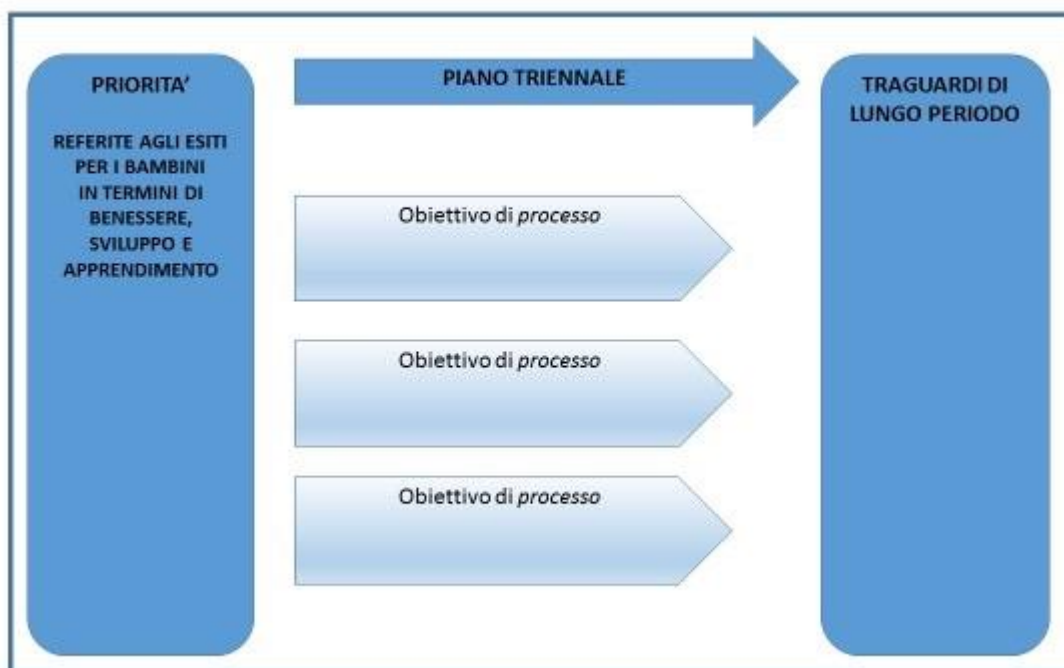 PRIORITA'
REFERITE AGLI ESITI
PER I BAMBINI
IN TERMINI DI
BENESSERE,
SVILUPPO E
APPRENDIMENTO
PIANO TRIENNALE
Obiettivo di processo
Obiettivo di processo
Obiettivo di processo
TRAGUARDI DI
LUNGO PERIODO